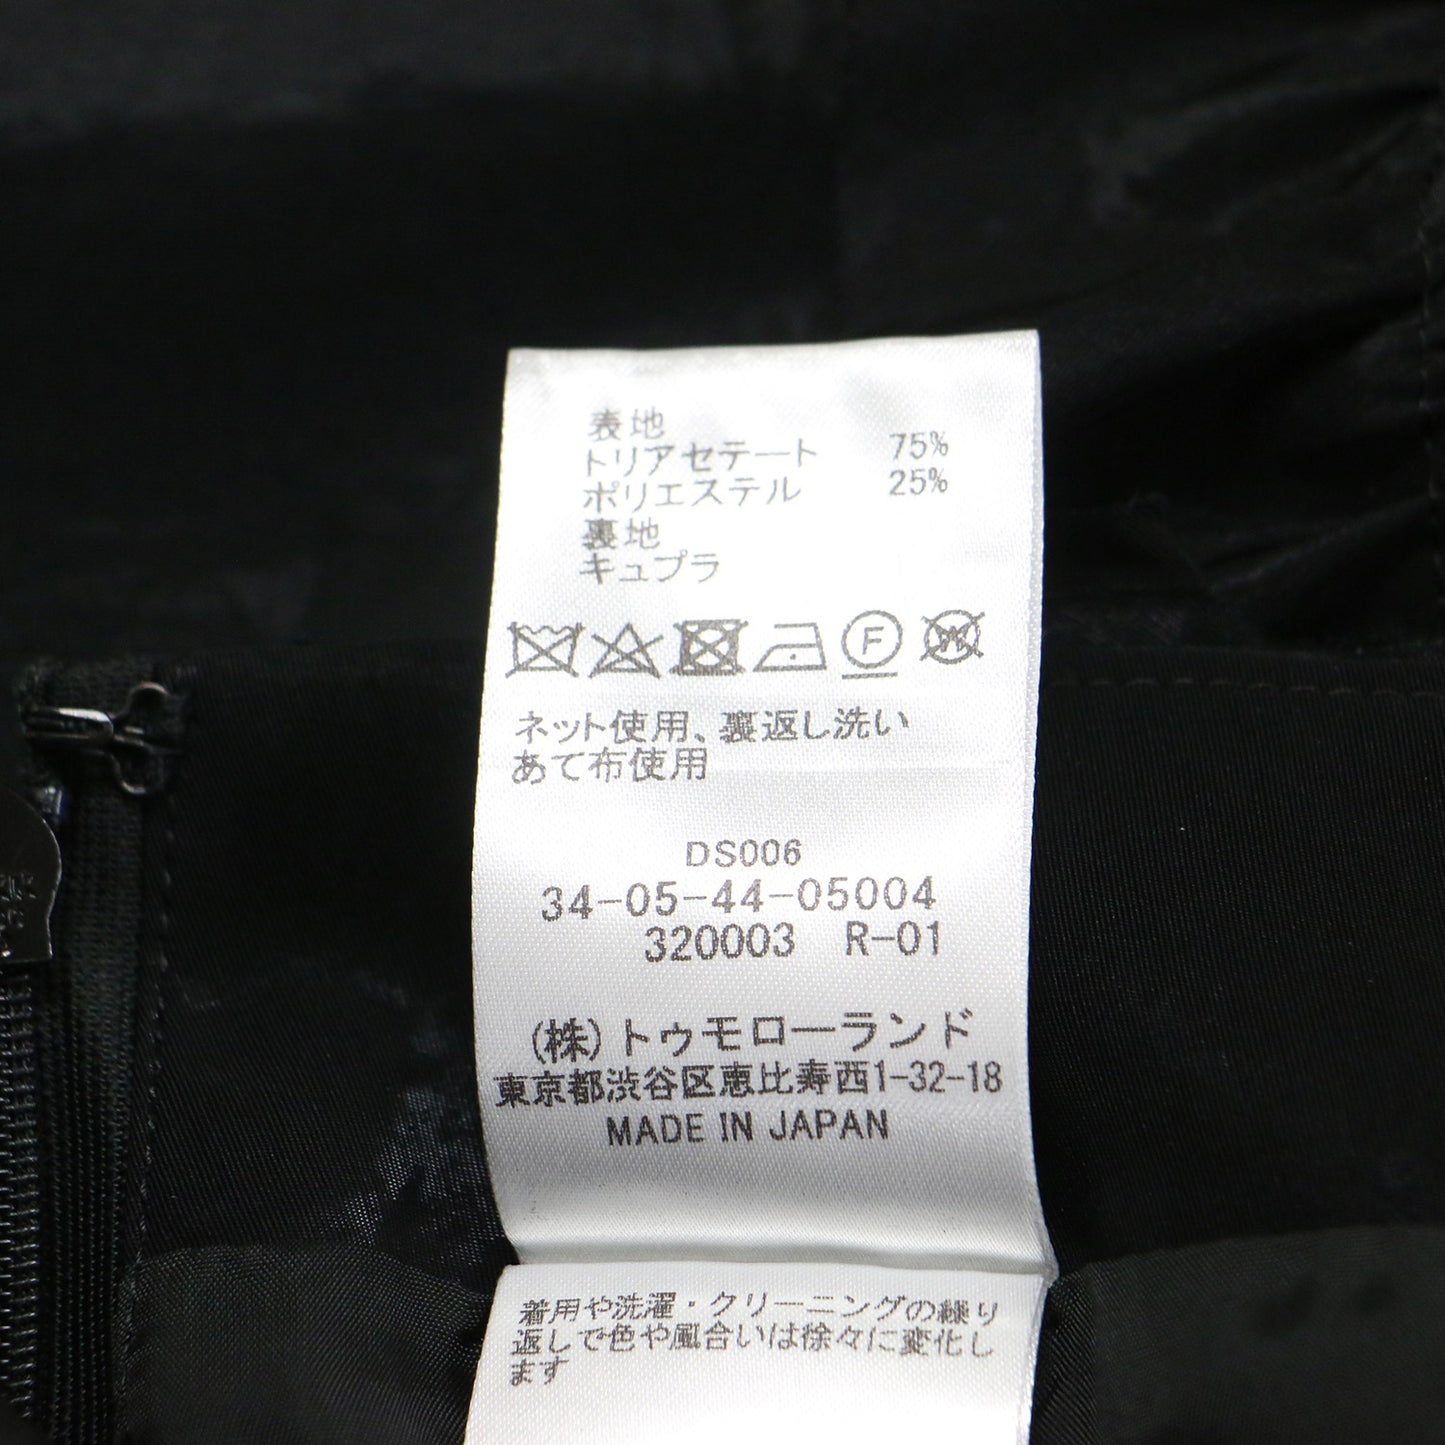 表地
トリアセテート 75%
ポリエステル 25%
裏地
キュプラ
F
W
ネット使用、裏返し洗い
あて布使用
DS006
34-05-44-05004
320003 R-01
(株)トゥモローランド
東京都渋谷区恵比寿西1-32-18
MADE IN JAPAN
着用や洗濯・クリーニングの繰り
返しで色や風合いは徐々に変化し
ます